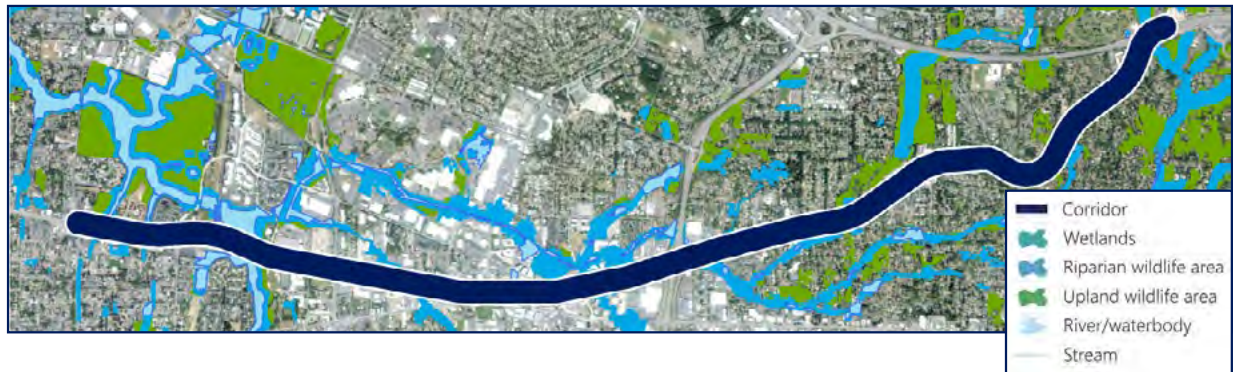 Corridor
Wetlands
Riparian wildlife area
Upland wildlife area
River/waterbody
Stream